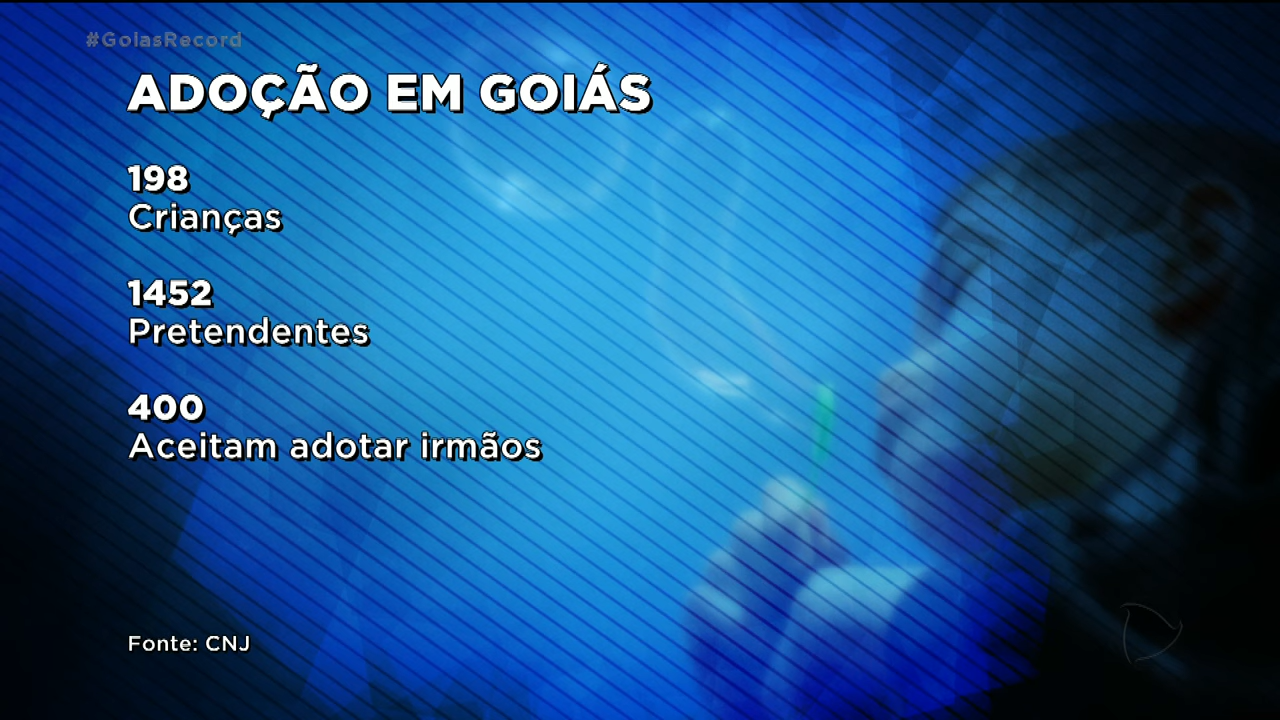 #GoiasRecord
ADOÇÃO EM GOIÁS
198
Crianças
1452
Pretendentes
400
Aceitam adotar irmãos
Fonte: CNJ